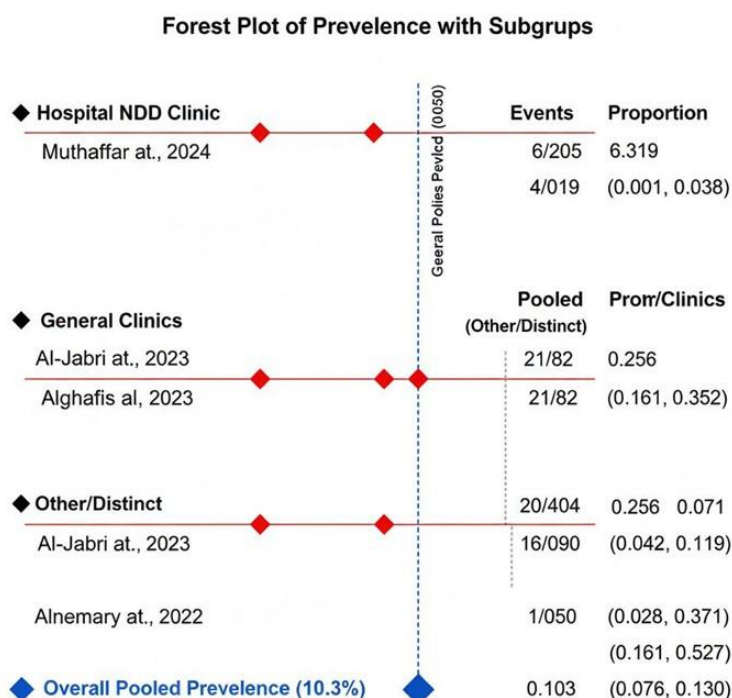 Forest Plot of Prevelence with Subgrups
Hospital NDD Clinic Events Proportion
Muthaffar at., 2024 6/205 6.319
4/019 (0.001, 0.038)
Geeral Polies Pevlcd (0050)
Pooled Prorr/Clinics
General Clinics (Other/Distinct)
Al-Jabri at., 2023 21/82 0.256
Alghafis al, 2023 21/82 (0.161, 0.352)
Other/Distinct 20/404 0.256 0.071
Al-Jabri at., 2023 16/090 (0.042, 0.119)
Alnemary at., 2022 1/050 (0.028, 0.371)
(0.161, 0.527)
Overall Pooled Prevelence (10.3%) 0.103 (0.076, 0.130)